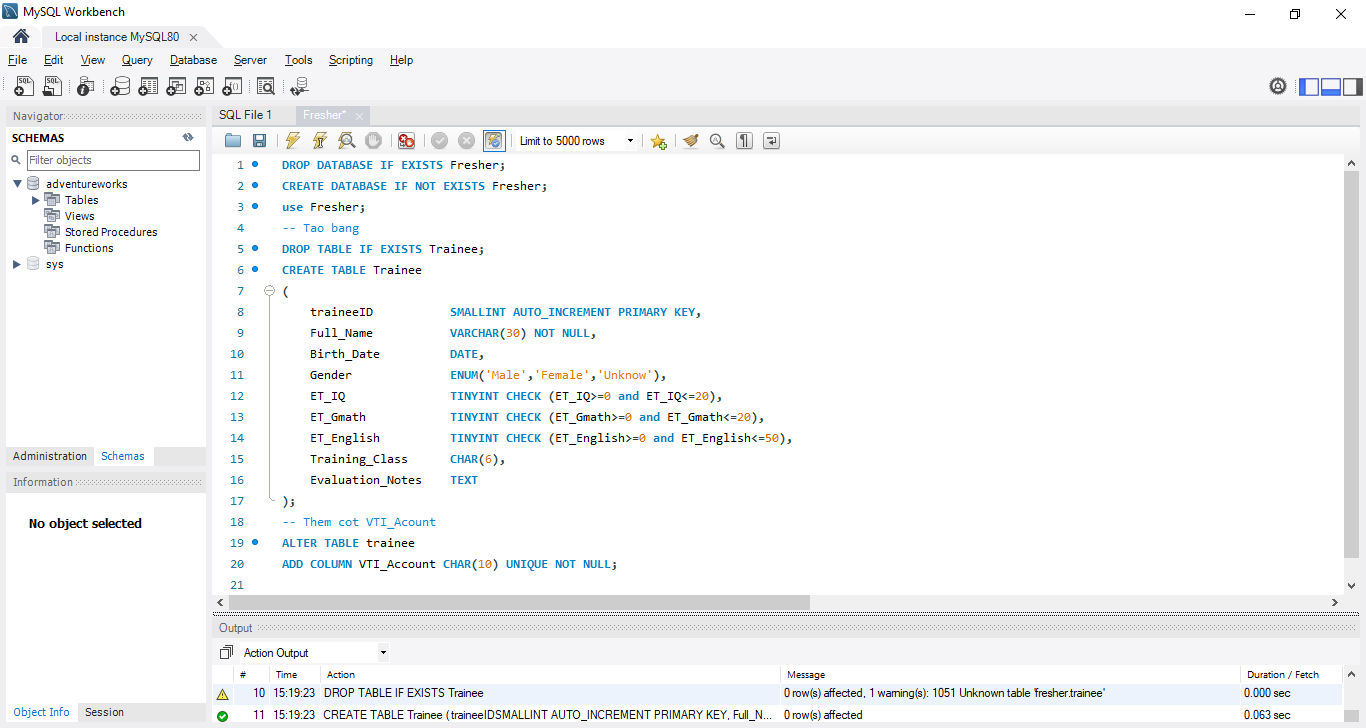 MySQL Workbench
Local instance MySQL80
File Edit View Query Database Server Tools Scripting Help
Navigator
SCHEMAS
Filter objects
adventureworks
Tables
Views
Stored Procedures
Functions
sys
Administration Schemas
Information
No object selected
Object Info Session
SQL File 1 Fresher*
Limit to 5000 rows
1 DROP DATABASE IF EXISTS Fresher;
2 CREATE DATABASE IF NOT EXISTS Fresher;
3 use Fresher;
4 -- Tao bang
5 DROP TABLE IF EXISTS Trainee;
6 CREATE TABLE Trainee
7 (
8 traineeID SMALLINT AUTO_INCREMENT PRIMARY KEY,
9 Full_Name VARCHAR(30) NOT NULL,
10 Birth_Date DATE,
11 Gender ENUM('Male','Female','Unknow'),
12 ET_IQ TINYINT CHECK (ET_IQ>=0 and ET_IQ<=20),
13 ET_Gmath TINYINT CHECK (ET_Gmath>=0 and ET_Gmath<=20),
14 ET_English TINYINT CHECK (ET_English>=0 and ET_English<=50),
15 Training_Class CHAR(6),
16 Evaluation_Notes TEXT
17 );
18 -- Them cot VTI_Acount
19 ALTER TABLE trainee
20 ADD COLUMN VTI_Account CHAR(10) UNIQUE NOT NULL;
21
Output
Action Output
# Time Action Message Duration / Fetch
10 15:19:23 DROP TABLE IF EXISTS Trainee 0 row(s) affected, 1 warning(s): 1051 Unknown table 'fresher.trainee' 0.000 sec
11 15:19:23 CREATE TABLE Trainee ( traineeIDSMALLINT AUTO_INCREMENT PRIMARY KEY, Full_N... 0 row(s) affected 0.063 sec